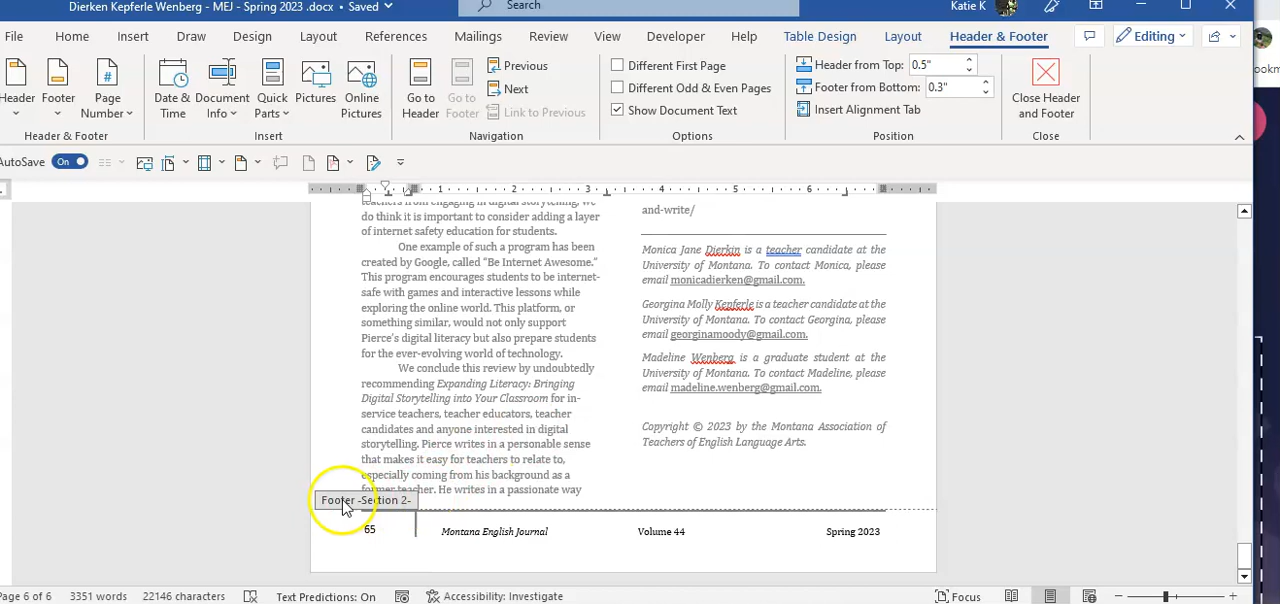 Dierken Kepferle Wenberg - MEJ - Spring 2023 .docx • Saved
Search
Katie K
File Home Insert Draw Design Layout References Mailings Review View Developer Help Table Design Layout Header & Footer
Editing
Header
Footer
Page Number
Header & Footer
Date & Time
Document Info
Quick Parts
Pictures
Online Pictures
Insert
Go to Header
Go to Footer
Previous
Next
Link to Previous
Navigation
Different First Page
Different Odd & Even Pages
Show Document Text
Options
Header from Top: 0.5"
Footer from Bottom: 0.3"
Insert Alignment Tab
Position
Close Header and Footer
Close
AutoSave On
1 2 3 4 5 6
teachers from engaging in digital storytelling, we
do think it is important to consider adding a layer
of internet safety education for students.
One example of such a program has been
created by Google, called “Be Internet Awesome.”
This program encourages students to be internet-
safe with games and interactive lessons while
exploring the online world. This platform, or
something similar, would not only support
Pierce’s digital literacy but also prepare students
for the ever-evolving world of technology.
We conclude this review by undoubtedly
recommending Expanding Literacy: Bringing
Digital Storytelling into Your Classroom for in-
service teachers, teacher educators, teacher
candidates and anyone interested in digital
storytelling. Pierce writes in a personable sense
that makes it easy for teachers to relate to,
especially coming from his background as a
former teacher. He writes in a passionate way
and-write/
Monica Jane Dierkin is a teacher candidate at the
University of Montana. To contact Monica, please
email monicadierken@gmail.com.
Georgina Molly Kepferle is a teacher candidate at the
University of Montana. To contact Georgina, please
email georginamoody@gmail.com.
Madeline Wenberg is a graduate student at the
University of Montana. To contact Madeline, please
email madeline.wenberg@gmail.com.
Copyright © 2023 by the Montana Association of
Teachers of English Language Arts.
Footer -Section 2-
65 Montana English Journal Volume 44 Spring 2023
Page 6 of 6 3351 words 22146 characters Text Predictions: On Accessibility: Investigate Focus